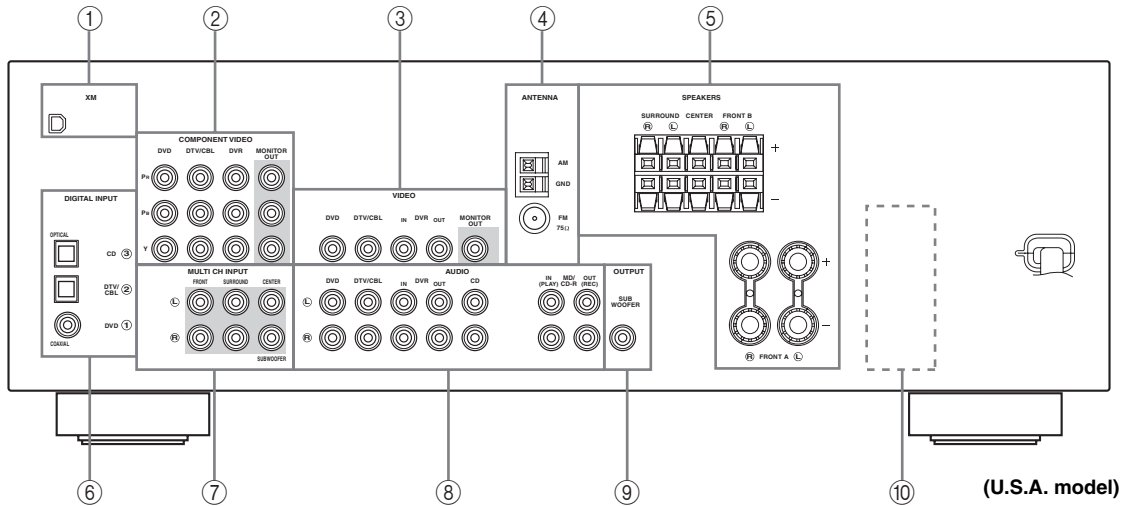 ① ② ③ ④ ⑤
XM
ANTENNA
SPEAKERS
SURROUND CENTER FRONT B
R L R L
+
−
AM
GND
FM
75Ω
COMPONENT VIDEO
DVD DTV/CBL DVR MONITOR OUT
PR
PB
Y
VIDEO
DVD DTV/CBL IN DVR OUT MONITOR OUT
DIGITAL INPUT
OPTICAL
CD ③
DTV/CBL ②
DVD ①
COAXIAL
MULTI CH INPUT
FRONT SURROUND CENTER
L
R
SUBWOOFER
AUDIO
DVD DTV/CBL IN DVR OUT CD
IN (PLAY) MD/CD-R OUT (REC)
L
R
OUTPUT
SUB WOOFER
+
−
R FRONT A L
⑥ ⑦ ⑧ ⑨ ⑩
(U.S.A. model)